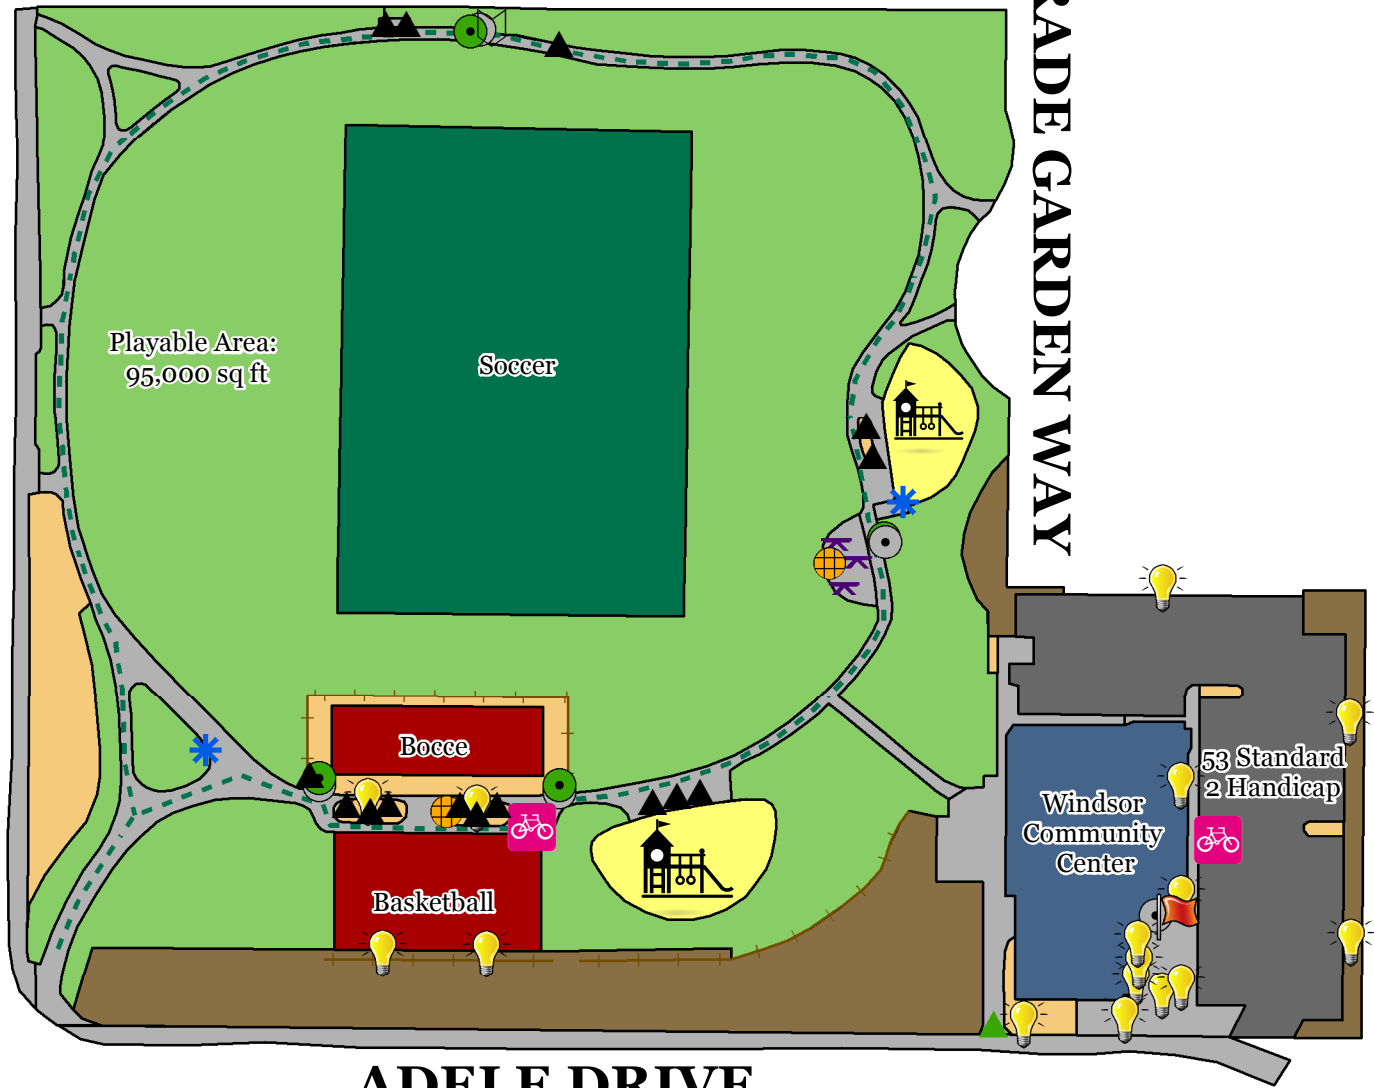 RADE GARDEN WAY
Playable Area:
95,000 sq ft
Soccer
Bocce
Basketball
53 Standard
2 Handicap
Windsor
Community
Center
ADELE DRIVE